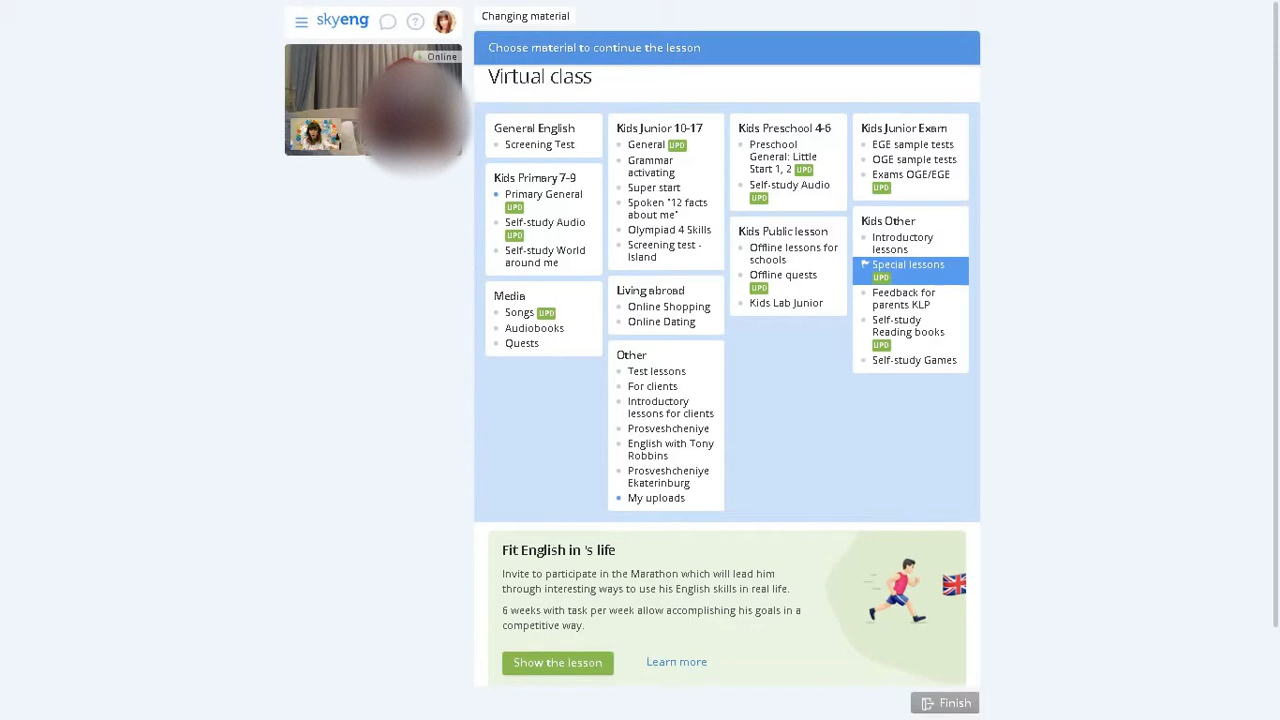 skyeng
?
Online
Changing material
Choose material to continue the lesson
Virtual class
General English
Screening Test
Kids Primary 7-9
Primary General
UPD
Self-study Audio
UPD
Self-study World
around me
Media
Songs UPD
Audiobooks
Quests
Kids Junior 10-17
General UPD
Grammar
activating
Super start
Spoken "12 facts
about me"
Olympiad 4 Skills
Screening test -
Island
Living abroad
Online Shopping
Online Dating
Other
Test lessons
For clients
Introductory
lessons for clients
Prosveshcheniye
English with Tony
Robbins
Prosveshcheniye
Ekaterinburg
My uploads
Kids Preschool 4-6
Preschool
General: Little
Start 1, 2 UPD
Self-study Audio
UPD
Kids Public lesson
Offline lessons for
schools
Offline quests
UPD
Kids Lab Junior
Kids Junior Exam
EGE sample tests
OGE sample tests
Exams OGE/EGE
UPD
Kids Other
Introductory
lessons
Special lessons
UPD
Feedback for
parents KLP
Self-study
Reading books
UPD
Self-study Games
Fit English in 's life
Invite to participate in the Marathon which will lead him
through interesting ways to use his English skills in real life.
6 weeks with task per week allow accomplishing his goals in a
competitive way.
Show the lesson
Learn more
Finish